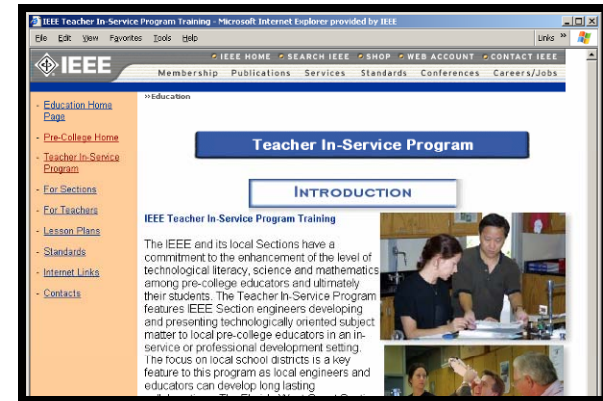 IEEE Teacher In-Service Program Training - Microsoft Internet Explorer provided by IEEE
File Edit View Favorites Tools Help Links »
IEEE HOME SEARCH IEEE SHOP WEB ACCOUNT CONTACT IEEE
IEEE
Membership Publications Services Standards Conferences Careers/Jobs
»Education
- Education Home
Page
- Pre-College Home
- Teacher In-Service
Program
- For Sections
- For Teachers
- Lesson Plans
- Standards
- Internet Links
- Contacts
Teacher In-Service Program
INTRODUCTION
IEEE Teacher In-Service Program Training
The IEEE and its local Sections have a
commitment to the enhancement of the level of
technological literacy, science and mathematics
among pre-college educators and ultimately
their students. The Teacher In-Service Program
features IEEE Section engineers developing
and presenting technologically oriented subject
matter to local pre-college educators in an in-
service or professional development setting.
The focus on local school districts is a key
feature to this program as local engineers and
educators can develop long lasting